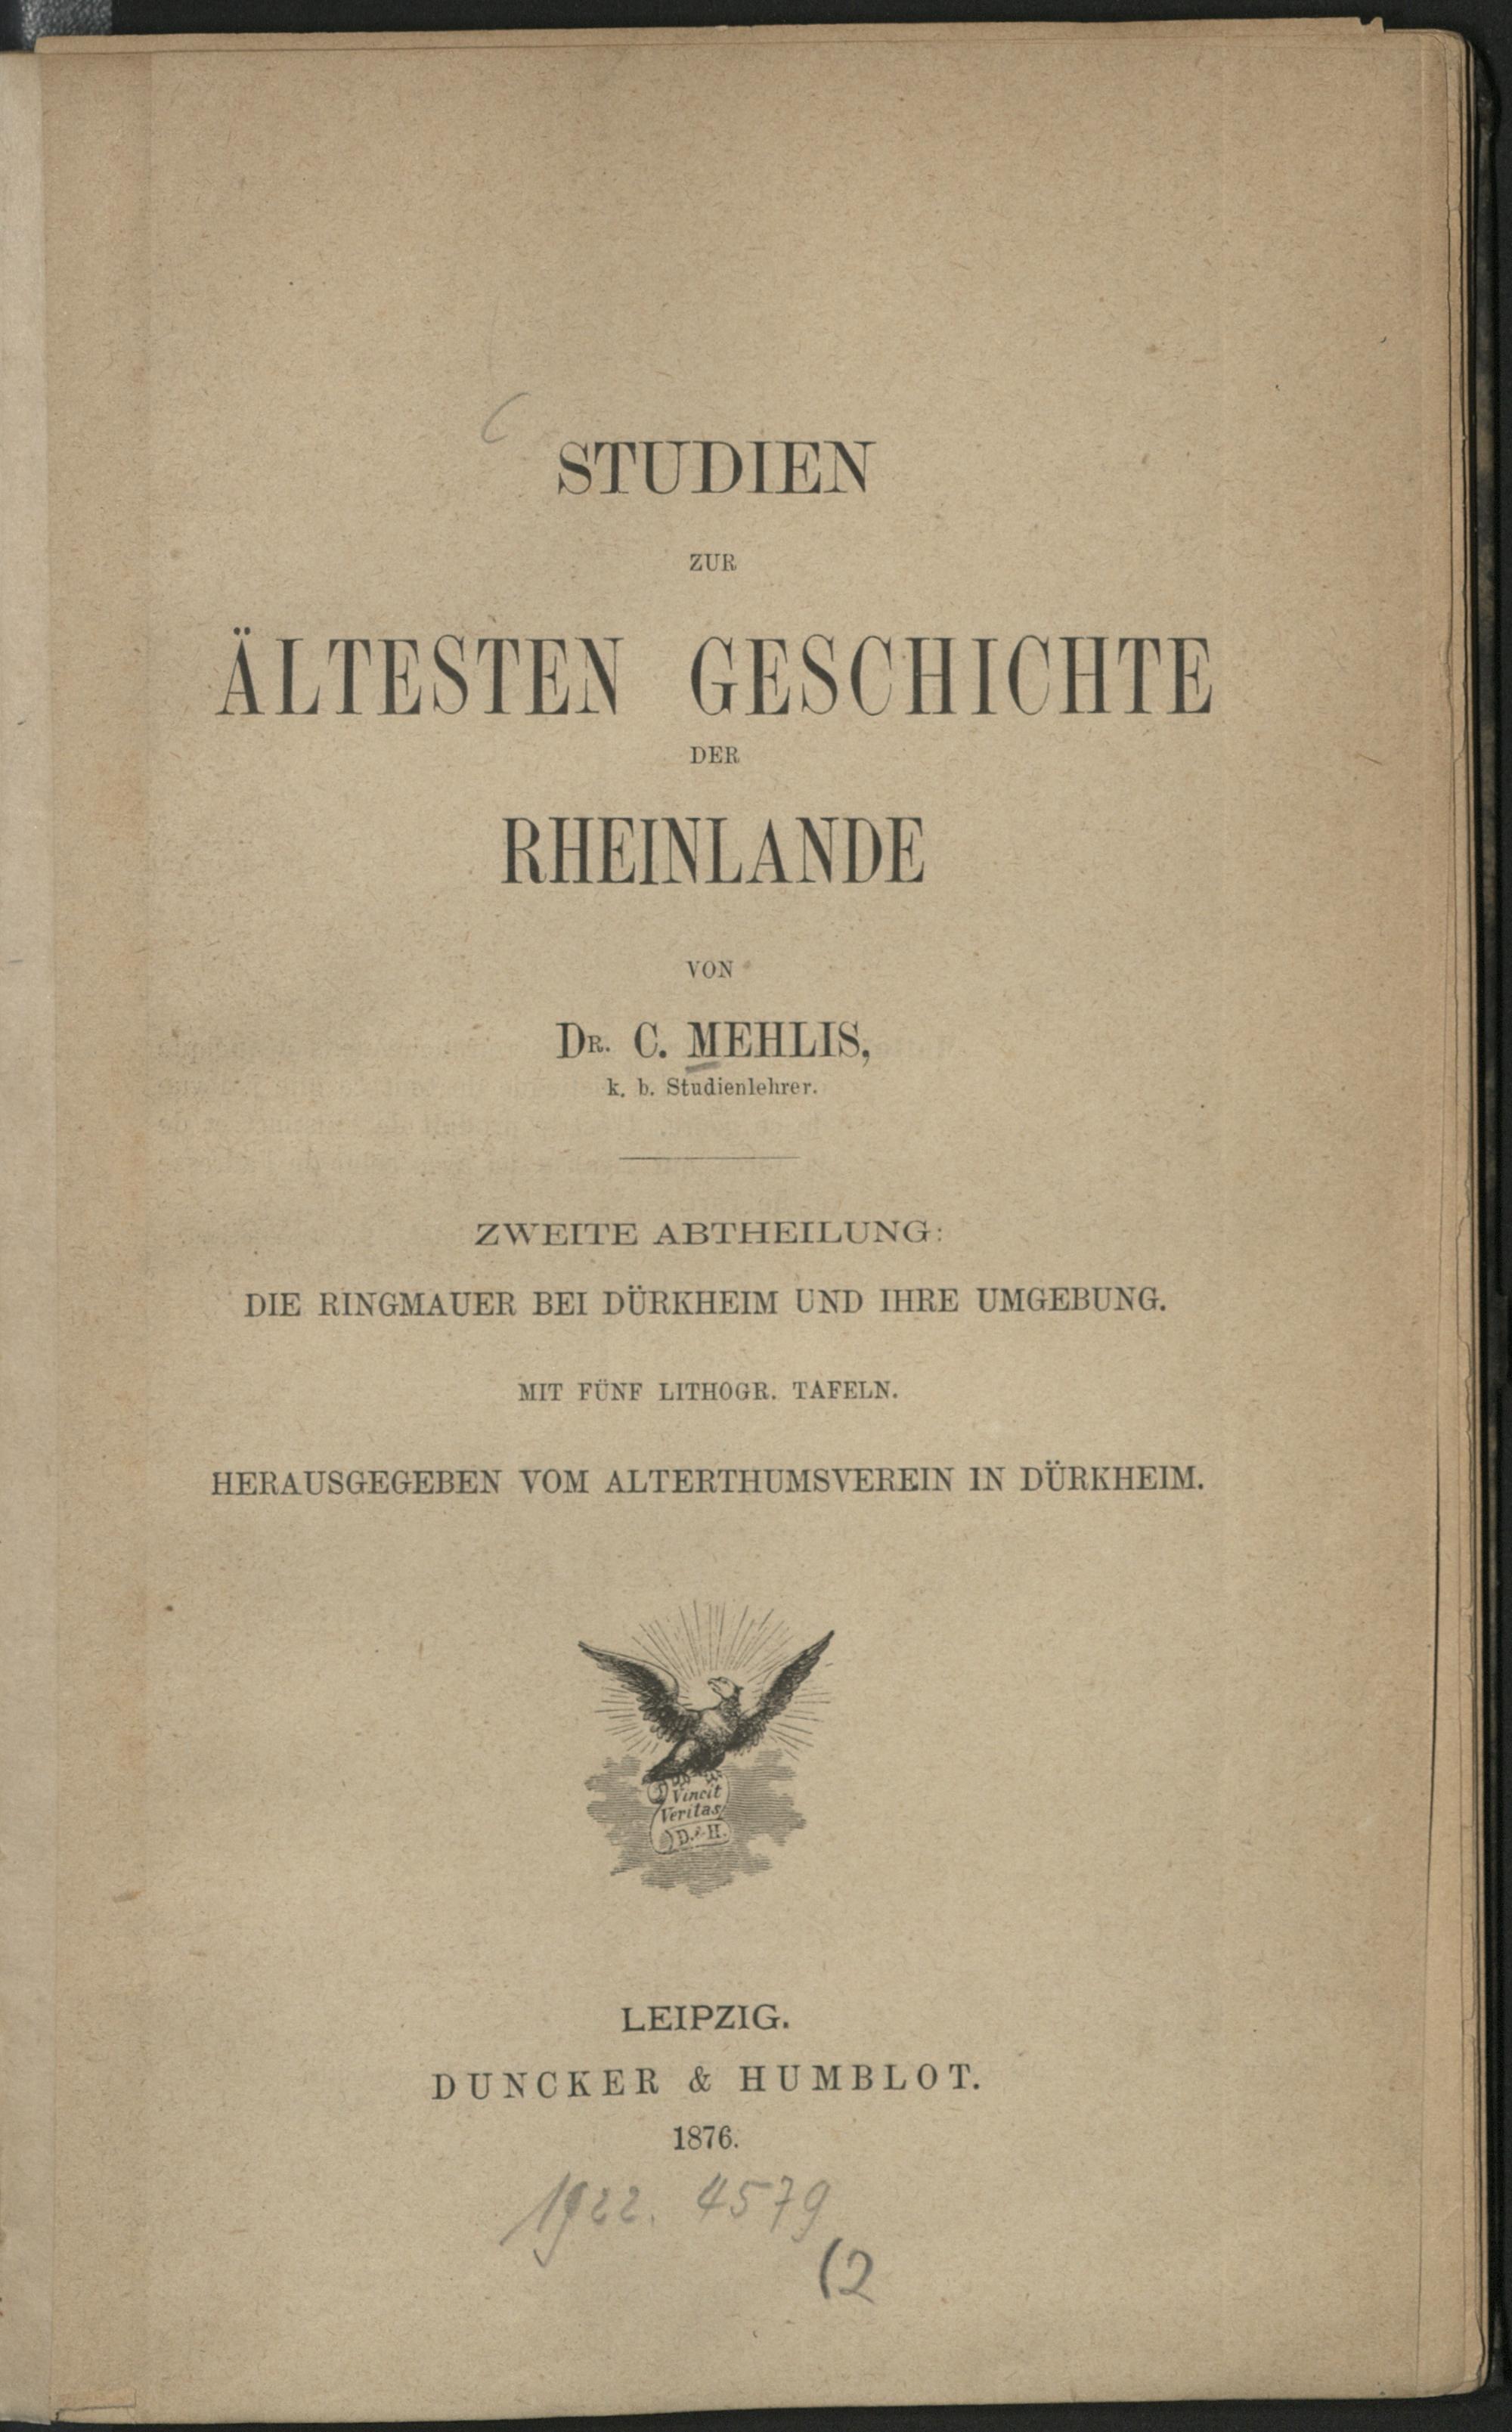 STUDIEN
ZUR
ÄLTESTEN GESCHICHTE
DER
RHEINLANDE
VON
DR. C. MEHLIS,
k. b. Studienlehrer.
ZWEITE ABTHEILUNG:
DIE RINGMAUER BEI DÜRKHEIM UND IHRE UMGEBUNG.
MIT FÜNF LITHOGR. TAFELN.
HERAUSGEGEBEN VOM ALTERTHUMSVEREIN IN DÜRKHEIM.
Vincit
Veritas
D. & H.
LEIPZIG.
DUNCKER & HUMBLOT.
1876.
1922. 4579
(2